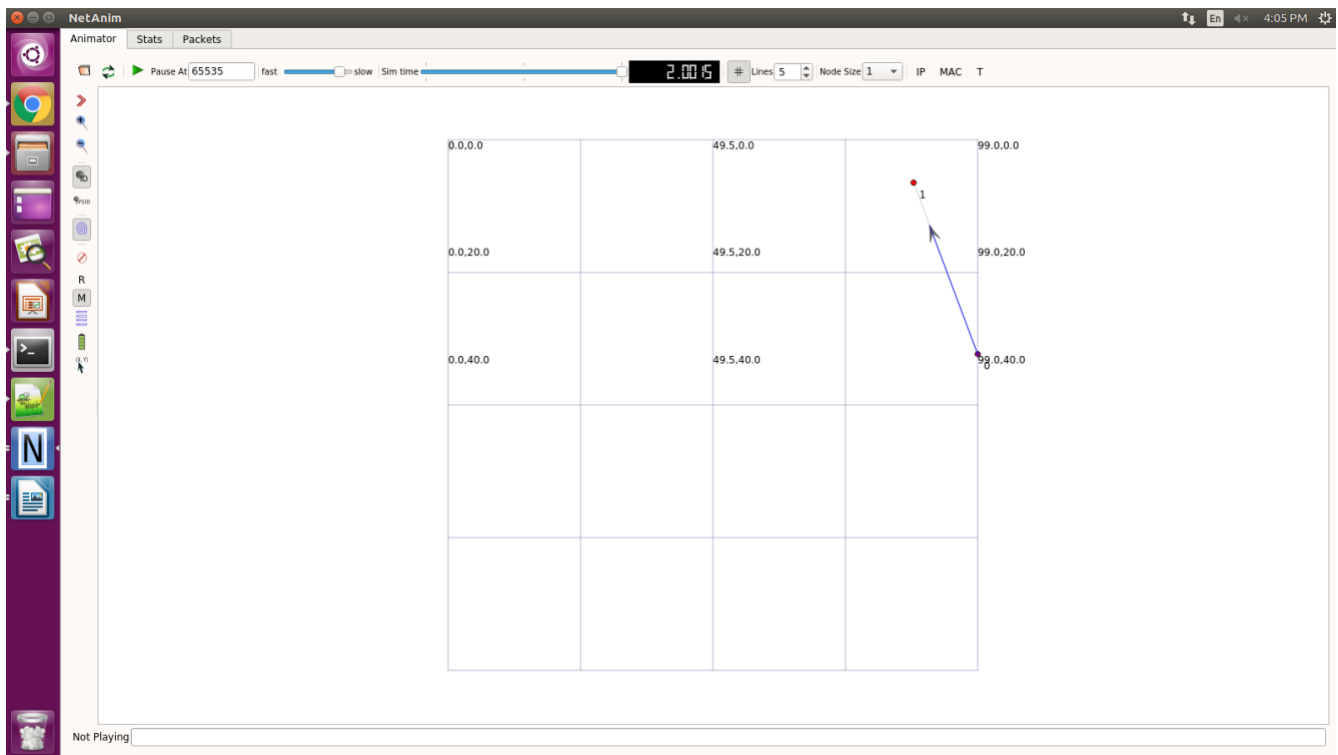 NetAnim
En 4:05 PM
Animator Stats Packets
Pause At 65535 fast slow Sim time 2.0015 # Lines 5 Node Size 1 IP MAC T
ID
SYSID
R
M
(X,Y)
0.0,0.0 49.5,0.0 99.0,0.0
1
0.0,20.0 49.5,20.0 99.0,20.0
0.0,40.0 49.5,40.0 99.0,40.0
0
N
Not Playing